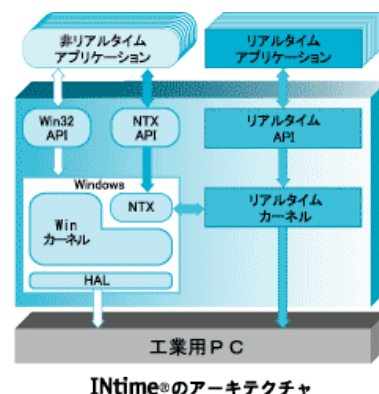 非リアルタイム
アプリケーション
リアルタイム
アプリケーション
Win32
API
NTX
API
リアルタイム
API
Windows
Win
カーネル
NTX
リアルタイム
カーネル
HAL
工業用PC
INtime®のアーキテクチャ